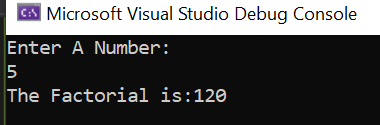 C:\ Microsoft Visual Studio Debug Console
Enter A Number:
5
The Factorial is:120